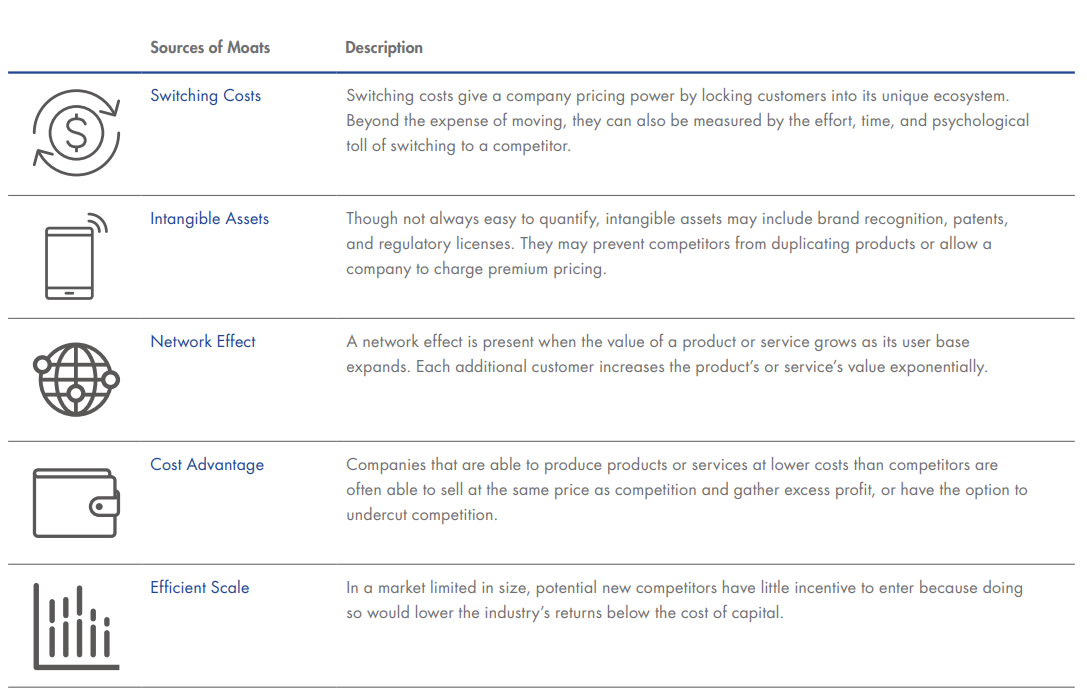 Sources of Moats Description
Switching Costs Switching costs give a company pricing power by locking customers into its unique ecosystem.
Beyond the expense of moving, they can also be measured by the effort, time, and psychological
toll of switching to a competitor.
Intangible Assets Though not always easy to quantify, intangible assets may include brand recognition, patents,
and regulatory licenses. They may prevent competitors from duplicating products or allow a
company to charge premium pricing.
Network Effect A network effect is present when the value of a product or service grows as its user base
expands. Each additional customer increases the product’s or service’s value exponentially.
Cost Advantage Companies that are able to produce products or services at lower costs than competitors are
often able to sell at the same price as competition and gather excess profit, or have the option to
undercut competition.
Efficient Scale In a market limited in size, potential new competitors have little incentive to enter because doing
so would lower the industry’s returns below the cost of capital.